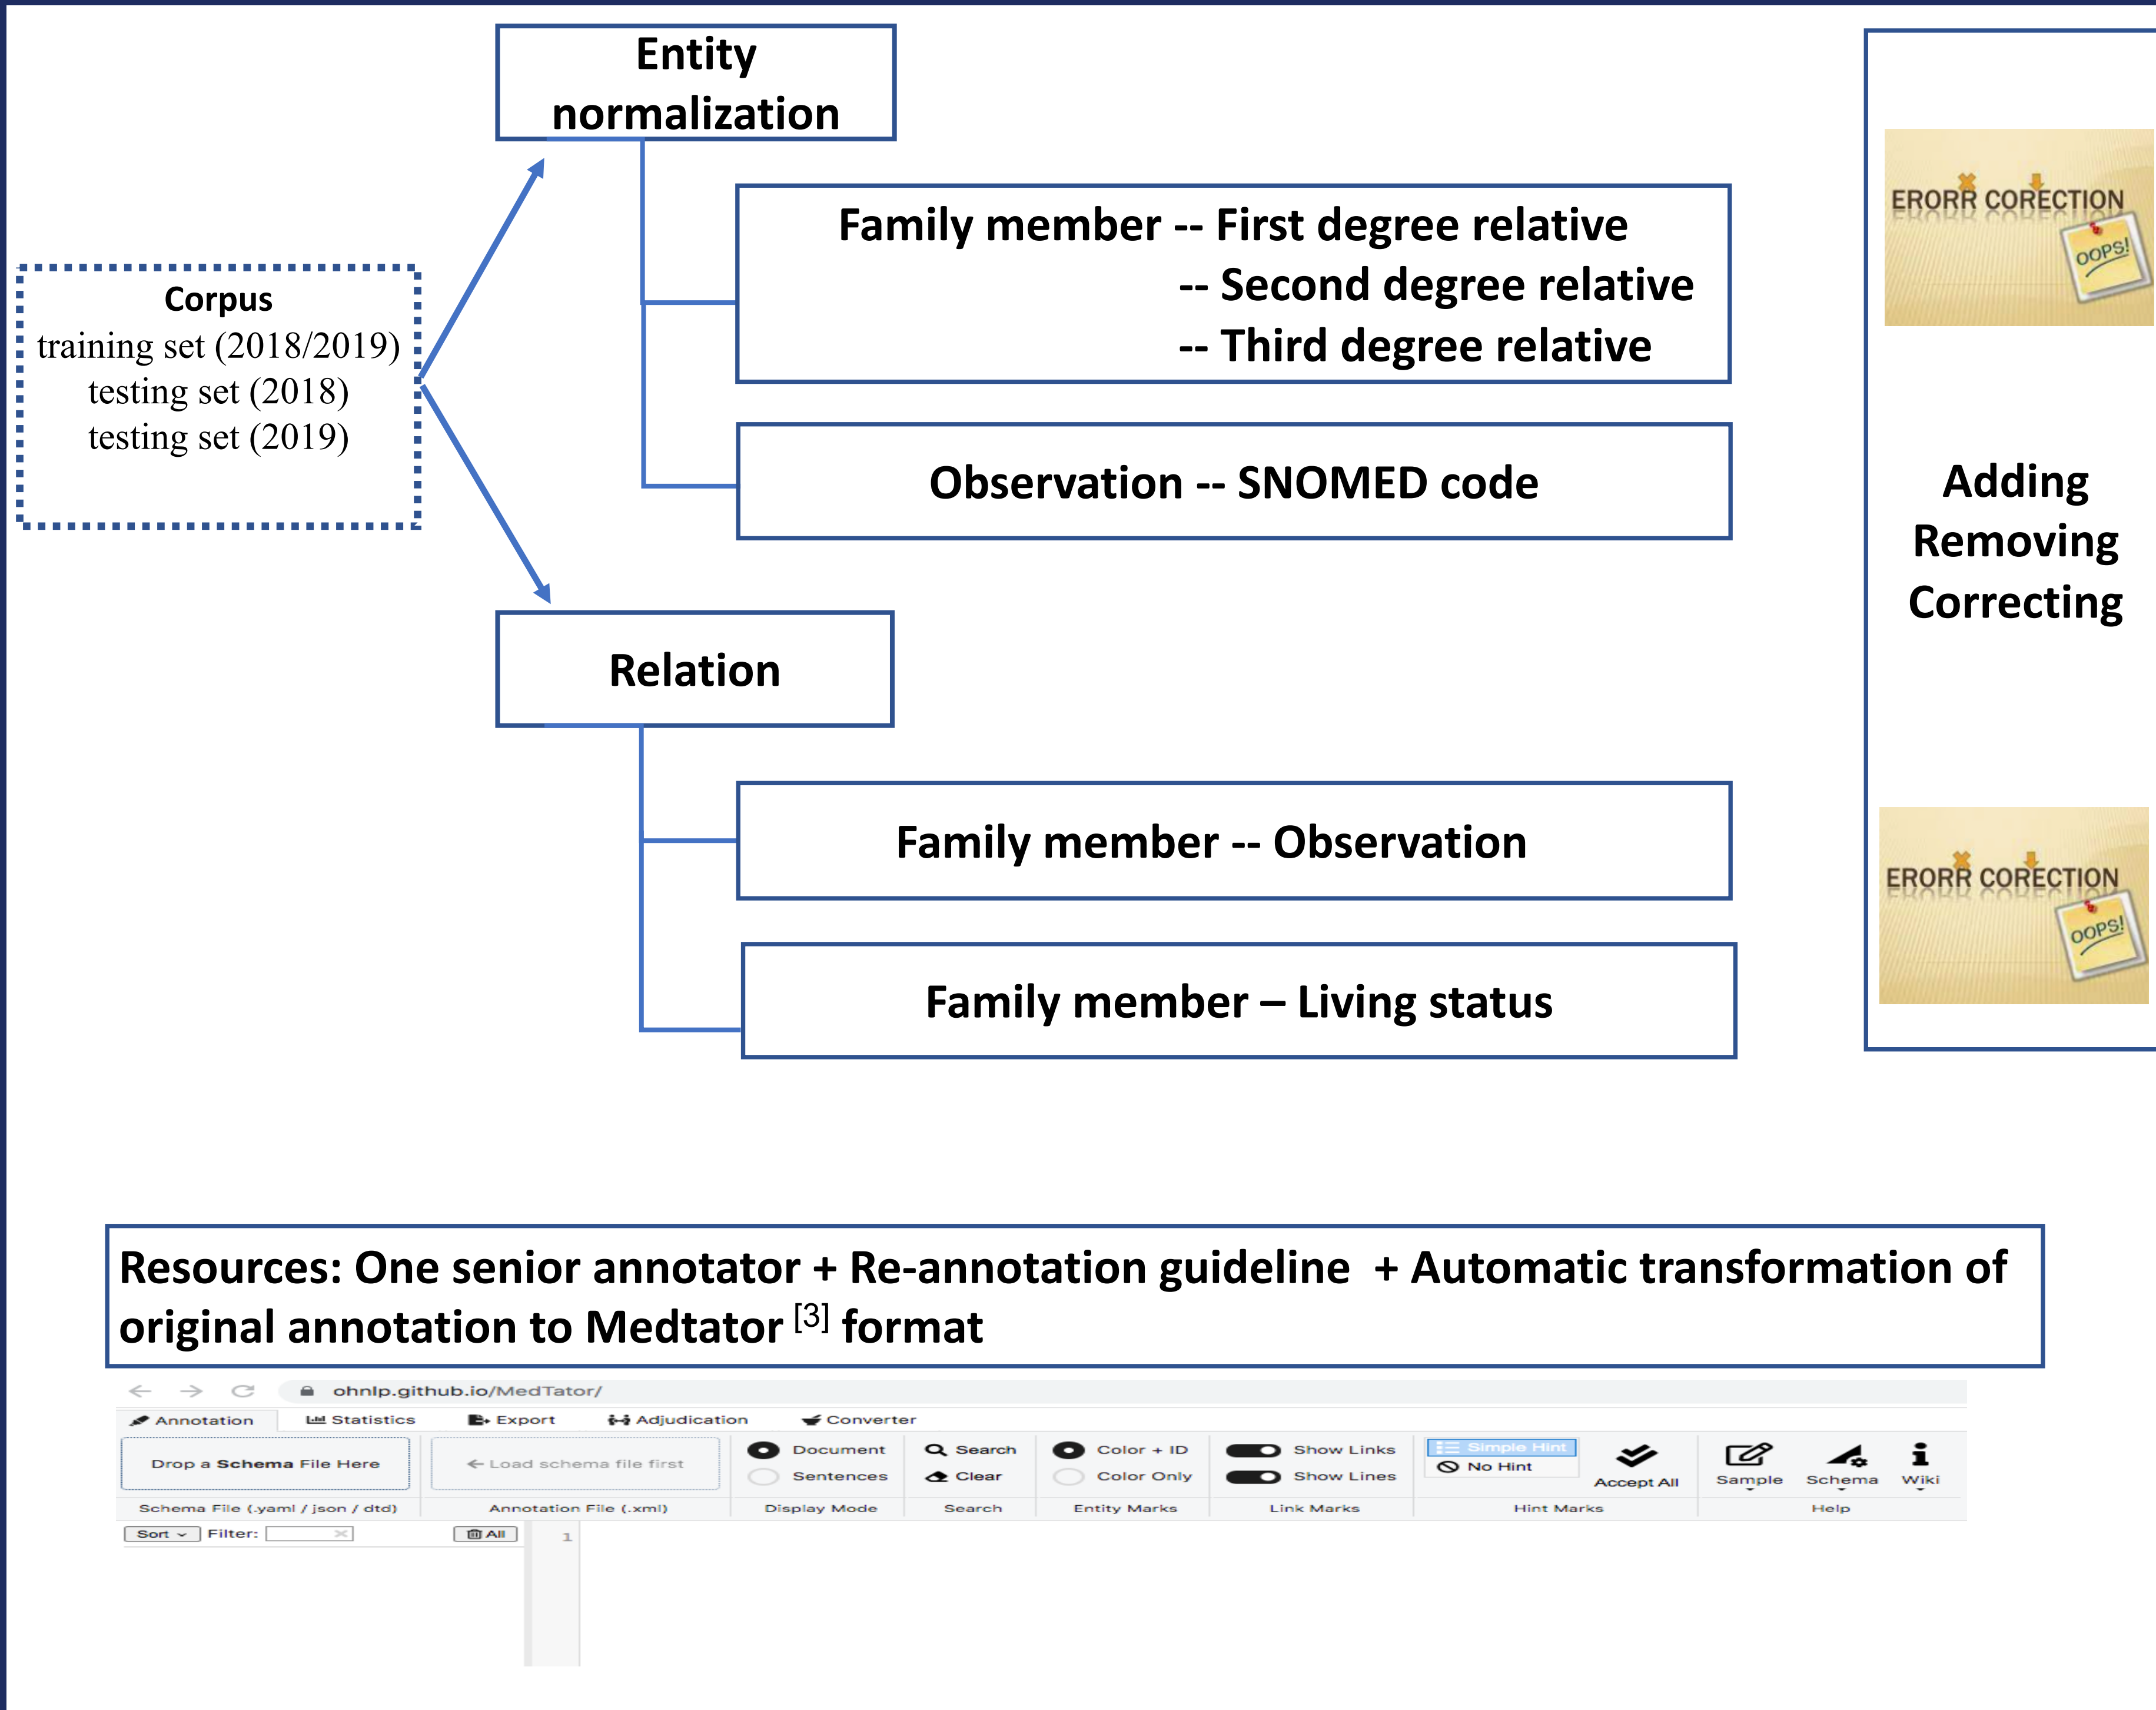 Entity
normalization
Family member -- First degree relative
-- Second degree relative
-- Third degree relative
Corpus
training set (2018/2019)
testing set (2018)
testing set (2019)
Observation -- SNOMED code
Relation
Family member -- Observation
Family member – Living status
ERORR CORECTION
OOPS!
Adding
Removing
Correcting
ERORR CORECTION
OOPS!
Resources: One senior annotator + Re-annotation guideline + Automatic transformation of
original annotation to Medtator [3] format
ohnlp.github.io/MedTator/
Annotation Statistics Export Adjudication Converter
Drop a Schema File Here
Schema File (.yaml / json / dtd)
Load schema file first
Annotation File (.xml)
Document
Sentences
Display Mode
Search
Clear
Search
Color + ID
Color Only
Entity Marks
Show Links
Show Lines
Link Marks
Simple Hint
No Hint
Accept All
Hint Marks
Sample Schema Wiki
Help
Sort Filter: All 1